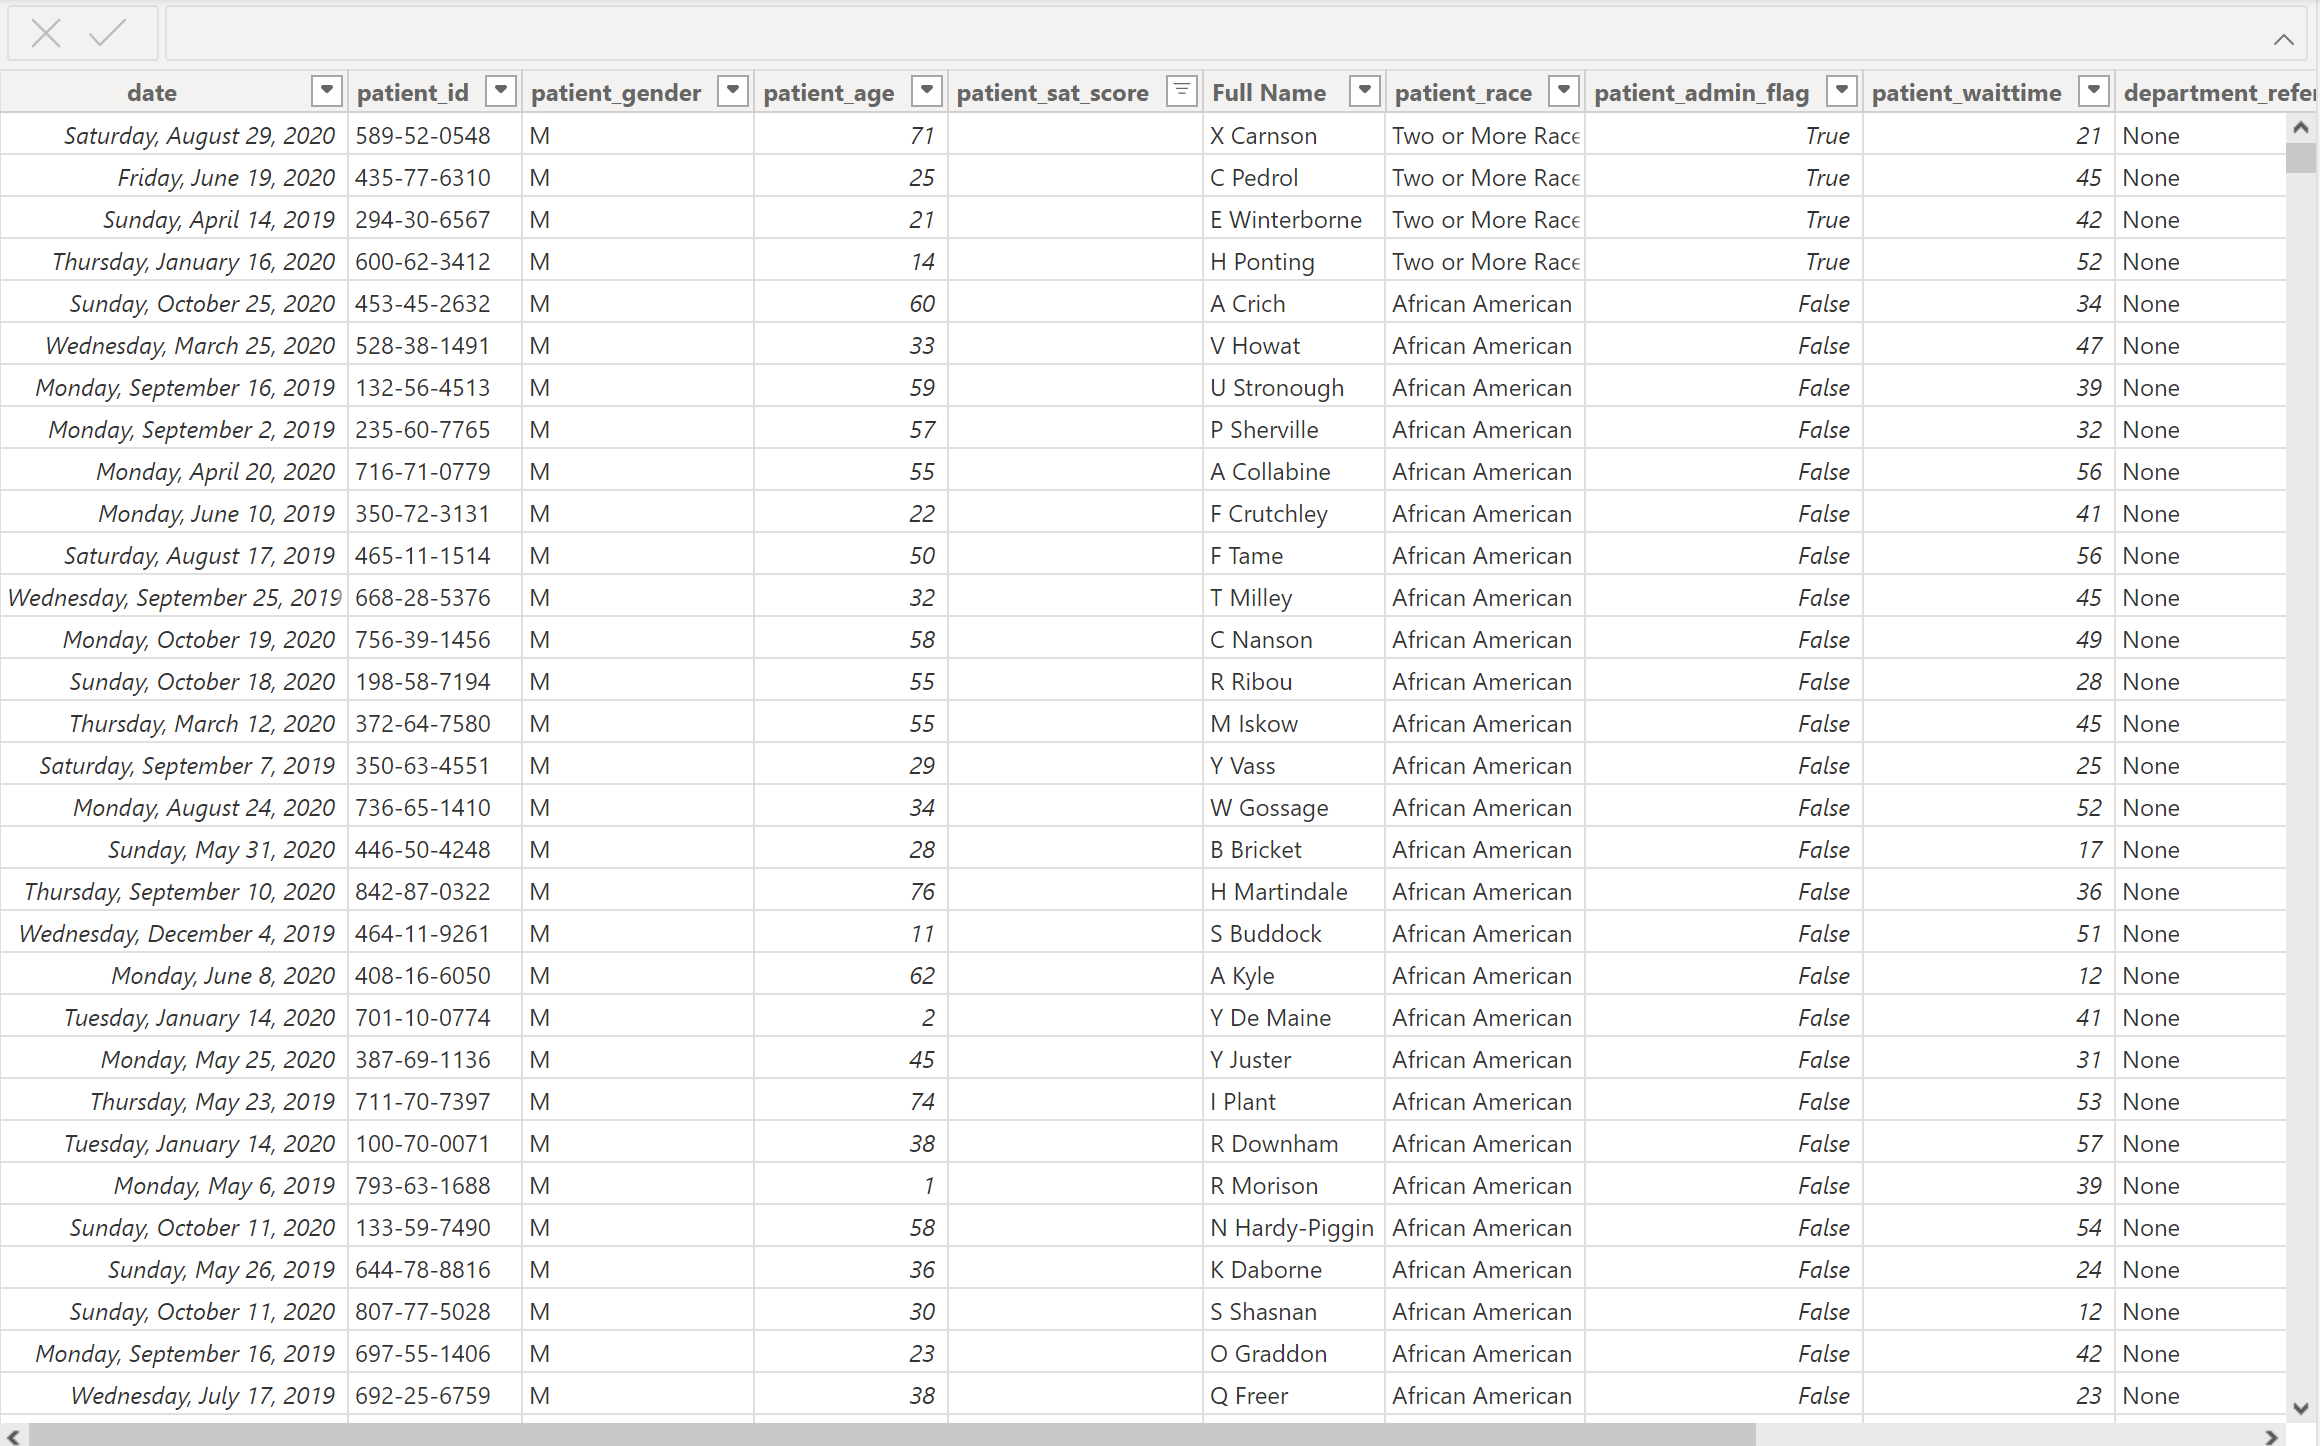 date patient_id patient_gender patient_age patient_sat_score Full Name patient_race patient_admin_flag patient_waittime department_refer
Saturday, August 29, 2020 589-52-0548 M 71 X Carnson Two or More Race True 21 None
Friday, June 19, 2020 435-77-6310 M 25 C Pedrol Two or More Race True 45 None
Sunday, April 14, 2019 294-30-6567 M 21 E Winterborne Two or More Race True 42 None
Thursday, January 16, 2020 600-62-3412 M 14 H Ponting Two or More Race True 52 None
Sunday, October 25, 2020 453-45-2632 M 60 A Crich African American False 34 None
Wednesday, March 25, 2020 528-38-1491 M 33 V Howat African American False 47 None
Monday, September 16, 2019 132-56-4513 M 59 U Stronough African American False 39 None
Monday, September 2, 2019 235-60-7765 M 57 P Sherville African American False 32 None
Monday, April 20, 2020 716-71-0779 M 55 A Collabine African American False 56 None
Monday, June 10, 2019 350-72-3131 M 22 F Crutchley African American False 41 None
Saturday, August 17, 2019 465-11-1514 M 50 F Tame African American False 56 None
Wednesday, September 25, 2019 668-28-5376 M 32 T Milley African American False 45 None
Monday, October 19, 2020 756-39-1456 M 58 C Nanson African American False 49 None
Sunday, October 18, 2020 198-58-7194 M 55 R Ribou African American False 28 None
Thursday, March 12, 2020 372-64-7580 M 55 M Iskow African American False 45 None
Saturday, September 7, 2019 350-63-4551 M 29 Y Vass African American False 25 None
Monday, August 24, 2020 736-65-1410 M 34 W Gossage African American False 52 None
Sunday, May 31, 2020 446-50-4248 M 28 B Bricket African American False 17 None
Thursday, September 10, 2020 842-87-0322 M 76 H Martindale African American False 36 None
Wednesday, December 4, 2019 464-11-9261 M 11 S Buddock African American False 51 None
Monday, June 8, 2020 408-16-6050 M 62 A Kyle African American False 12 None
Tuesday, January 14, 2020 701-10-0774 M 2 Y De Maine African American False 41 None
Monday, May 25, 2020 387-69-1136 M 45 Y Juster African American False 31 None
Thursday, May 23, 2019 711-70-7397 M 74 I Plant African American False 53 None
Tuesday, January 14, 2020 100-70-0071 M 38 R Downham African American False 57 None
Monday, May 6, 2019 793-63-1688 M 1 R Morison African American False 39 None
Sunday, October 11, 2020 133-59-7490 M 58 N Hardy-Piggin African American False 54 None
Sunday, May 26, 2019 644-78-8816 M 36 K Daborne African American False 24 None
Sunday, October 11, 2020 807-77-5028 M 30 S Shasnan African American False 12 None
Monday, September 16, 2019 697-55-1406 M 23 O Graddon African American False 42 None
Wednesday, July 17, 2019 692-25-6759 M 38 Q Freer African American False 23 None